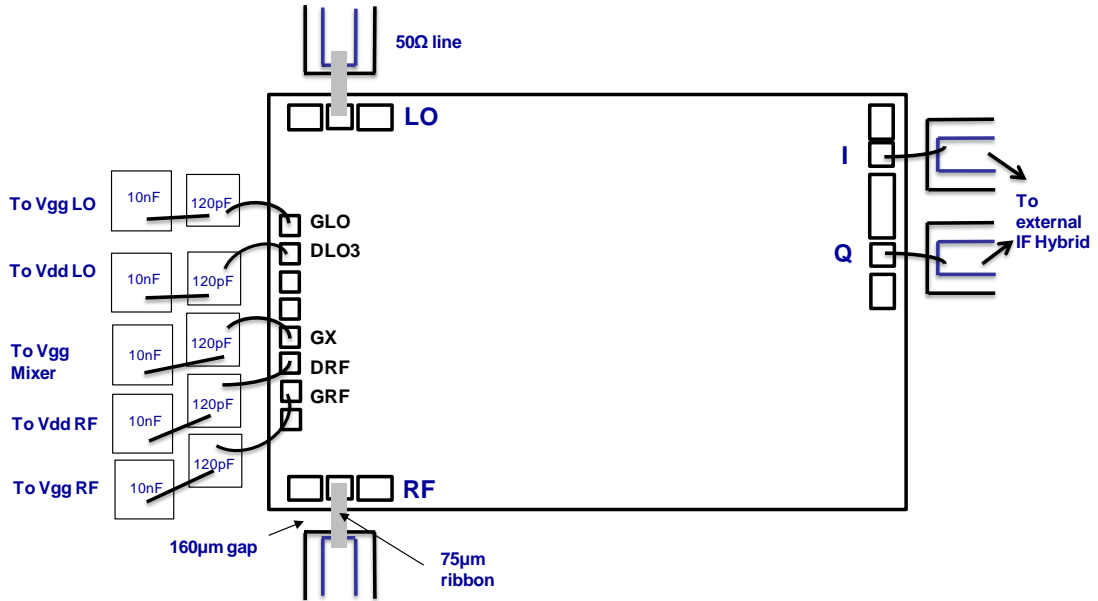 50Ω line
LO
I
To Vgg LO
10nF
120pF
GLO
To
external
IF Hybrid
DLO3
Q
To Vdd LO
10nF
120pF
To Vgg
Mixer
10nF
120pF
GX
DRF
GRF
To Vdd RF
10nF
120pF
To Vgg RF
10nF
120pF
RF
160µm gap
75µm
ribbon